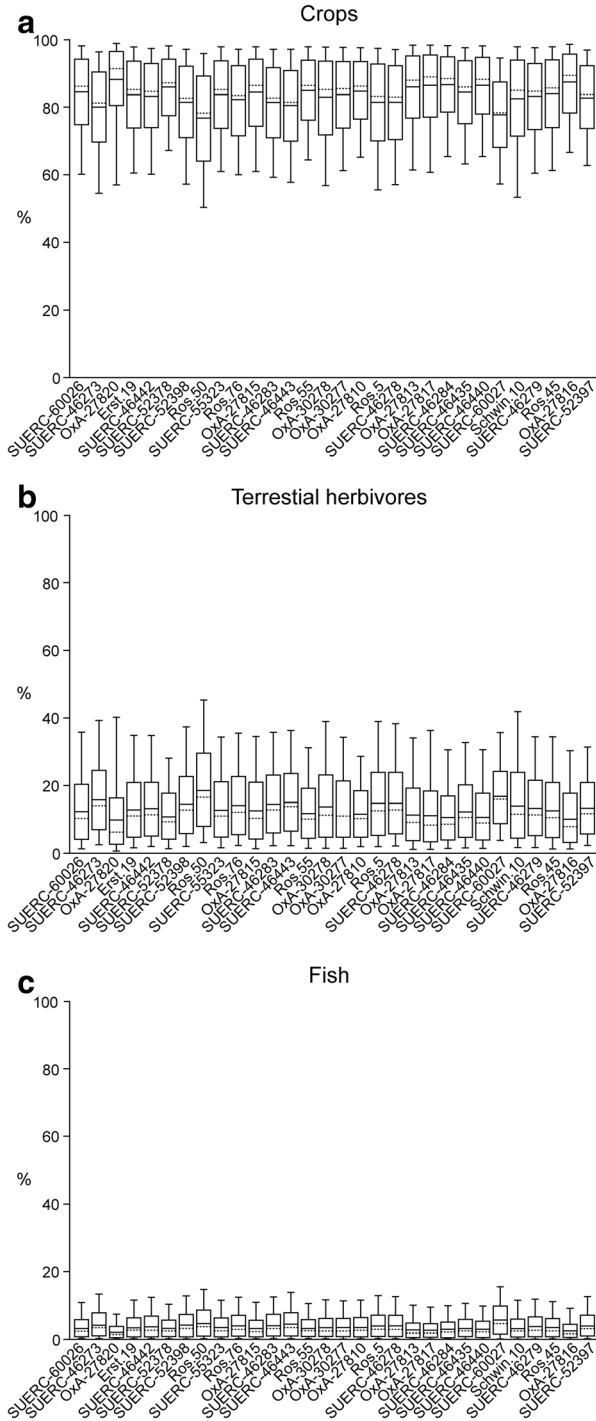 a
Crops
100
80
60
%
40
20
0
SUERC-60026
SUERC-46273
OxA-27820
Erst.19
SUERC-46442
SUERC-52378
SUERC-52398
Ros.50
SUERC-55323
Ros.76
OxA-27815
SUERC-46283
SUERC-46443
Ros.55
OxA-30278
OxA-30277
OxA-27810
Ros.5
SUERC-46278
OxA-27813
OxA-27817
SUERC-46284
SUERC-46435
SUERC-46440
SUERC-60027
Schwin.10
SUERC-46279
Ros.45
OxA-27816
SUERC-52397
b
Terrestial herbivores
100
80
60
%
40
20
0
SUERC-60026
SUERC-46273
OxA-27820
Erst.19
SUERC-46442
SUERC-52378
SUERC-52398
Ros.50
SUERC-55323
Ros.76
OxA-27815
SUERC-46283
SUERC-46443
Ros.55
OxA-30278
OxA-30277
OxA-27810
Ros.5
SUERC-46278
OxA-27813
OxA-27817
SUERC-46284
SUERC-46435
SUERC-46440
SUERC-60027
Schwin.10
SUERC-46279
Ros.45
OxA-27816
SUERC-52397
c
Fish
100
80
60
%
40
20
0
SUERC-60026
SUERC-46273
OxA-27820
Erst.19
SUERC-46442
SUERC-52378
SUERC-52398
Ros.50
SUERC-55323
Ros.76
OxA-27815
SUERC-46283
SUERC-46443
Ros.55
OxA-30278
OxA-30277
OxA-27810
Ros.5
SUERC-46278
OxA-27813
OxA-27817
SUERC-46284
SUERC-46435
SUERC-46440
SUERC-60027
Schwin.10
SUERC-46279
Ros.45
OxA-27816
SUERC-52397